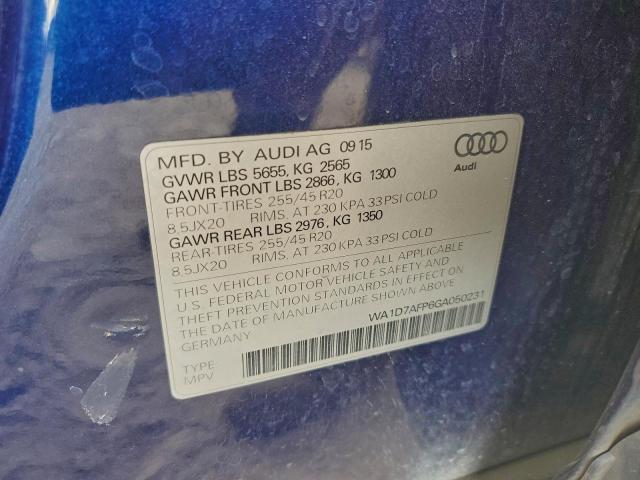 MFD. BY AUDI AG 09 15
GVWR LBS 5655, KG 2565
GAWR FRONT LBS 2866, KG 1300
FRONT-TIRES 255/45 R20
8,5JX20 RIMS. AT 230 KPA 33 PSI COLD
GAWR REAR LBS 2976, KG 1350
REAR-TIRES 255/45 R20
8,5JX20 RIMS. AT 230 KPA 33 PSI COLD
THIS VEHICLE CONFORMS TO ALL APPLICABLE
U.S. FEDERAL MOTOR VEHICLE SAFETY AND
THEFT PREVENTION STANDARDS IN EFFECT ON
THE DATE OF MANUFACTURE SHOWN ABOVE.
GERMANY
WA1D7AFP6GA050231
TYPE:
MPV
Audi